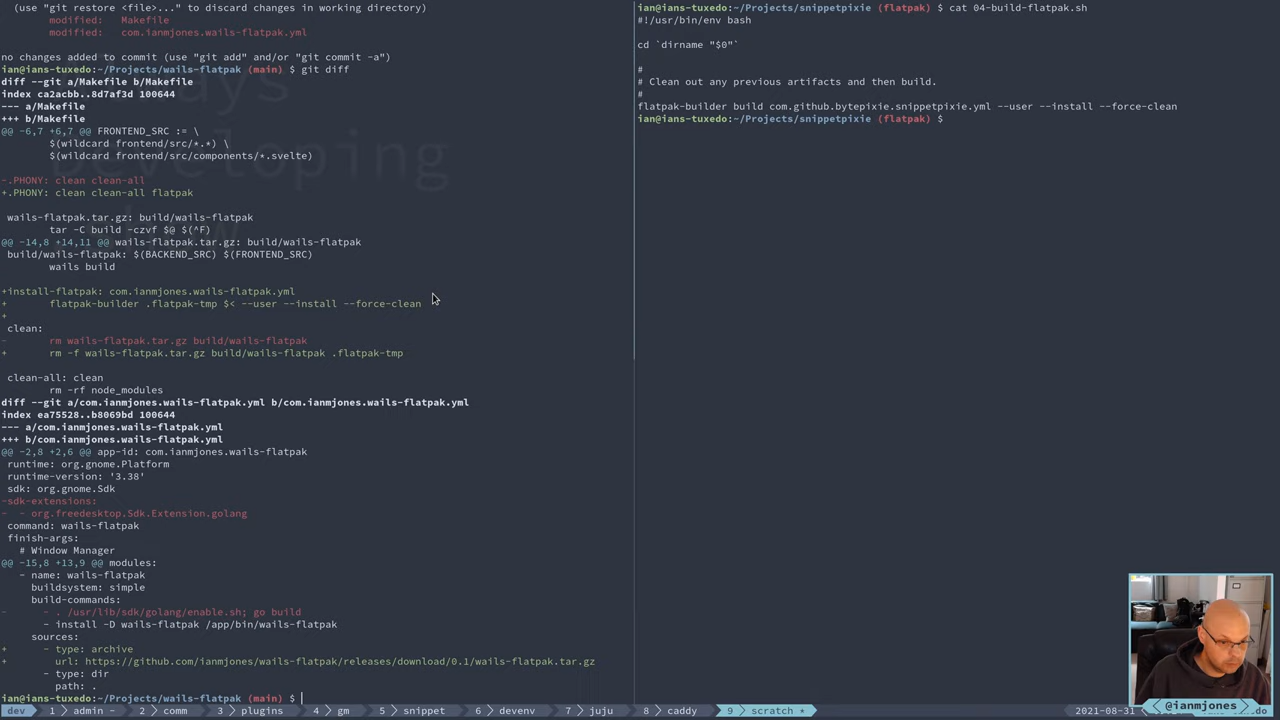 (use "git restore <file>..." to discard changes in working directory)
modified:   Makefile
modified:   com.ianmjones.wails-flatpak.yml
no changes added to commit (use "git add" and/or "git commit -a")
ian@ians-tuxedo:~/Projects/wails-flatpak (main) $ git diff
diff --git a/Makefile b/Makefile
index ca2acbb..8d7af3d 100644
--- a/Makefile
+++ b/Makefile
@@ -6,7 +6,7 @@ FRONTEND_SRC := \
$(wildcard frontend/src/*.*) \
$(wildcard frontend/src/components/*.svelte)
-.PHONY: clean clean-all
+.PHONY: clean clean-all flatpak
wails-flatpak.tar.gz: build/wails-flatpak
tar -C build -czvf $@ $(^F)
@@ -14,8 +14,11 @@ wails-flatpak.tar.gz: build/wails-flatpak
build/wails-flatpak: $(BACKEND_SRC) $(FRONTEND_SRC)
wails build
+install-flatpak: com.ianmjones.wails-flatpak.yml
+       flatpak-builder .flatpak-tmp $< --user --install --force-clean
+
clean:
-       rm wails-flatpak.tar.gz build/wails-flatpak
+       rm -f wails-flatpak.tar.gz build/wails-flatpak .flatpak-tmp
clean-all: clean
rm -rf node_modules
diff --git a/com.ianmjones.wails-flatpak.yml b/com.ianmjones.wails-flatpak.yml
index ea75528..b8069bd 100644
--- a/com.ianmjones.wails-flatpak.yml
+++ b/com.ianmjones.wails-flatpak.yml
@@ -2,8 +2,6 @@ app-id: com.ianmjones.wails-flatpak
runtime: org.gnome.Platform
runtime-version: '3.38'
sdk: org.gnome.Sdk
-sdk-extensions:
-  - org.freedesktop.Sdk.Extension.golang
command: wails-flatpak
finish-args:
# Window Manager
@@ -15,8 +13,9 @@ modules:
- name: wails-flatpak
buildsystem: simple
build-commands:
-      - . /usr/lib/sdk/golang/enable.sh; go build
- install -D wails-flatpak /app/bin/wails-flatpak
sources:
+      - type: archive
+        url: https://github.com/ianmjones/wails-flatpak/releases/download/0.1/wails-flatpak.tar.gz
- type: dir
path: .
ian@ians-tuxedo:~/Projects/wails-flatpak (main) $
ian@ians-tuxedo:~/Projects/snippetpixie (flatpak) $ cat 04-build-flatpak.sh
#!/usr/bin/env bash
cd `dirname "$0"`
#
# Clean out any previous artifacts and then build.
#
flatpak-builder build com.github.bytepixie.snippetpixie.yml --user --install --force-clean
ian@ians-tuxedo:~/Projects/snippetpixie (flatpak) $
developing
dev 1 admin - 2 comm 3 plugins 4 gm 5 snippet 6 devenv 7 juju 8 caddy 9 scratch * 2021-08-31
@ianmjones